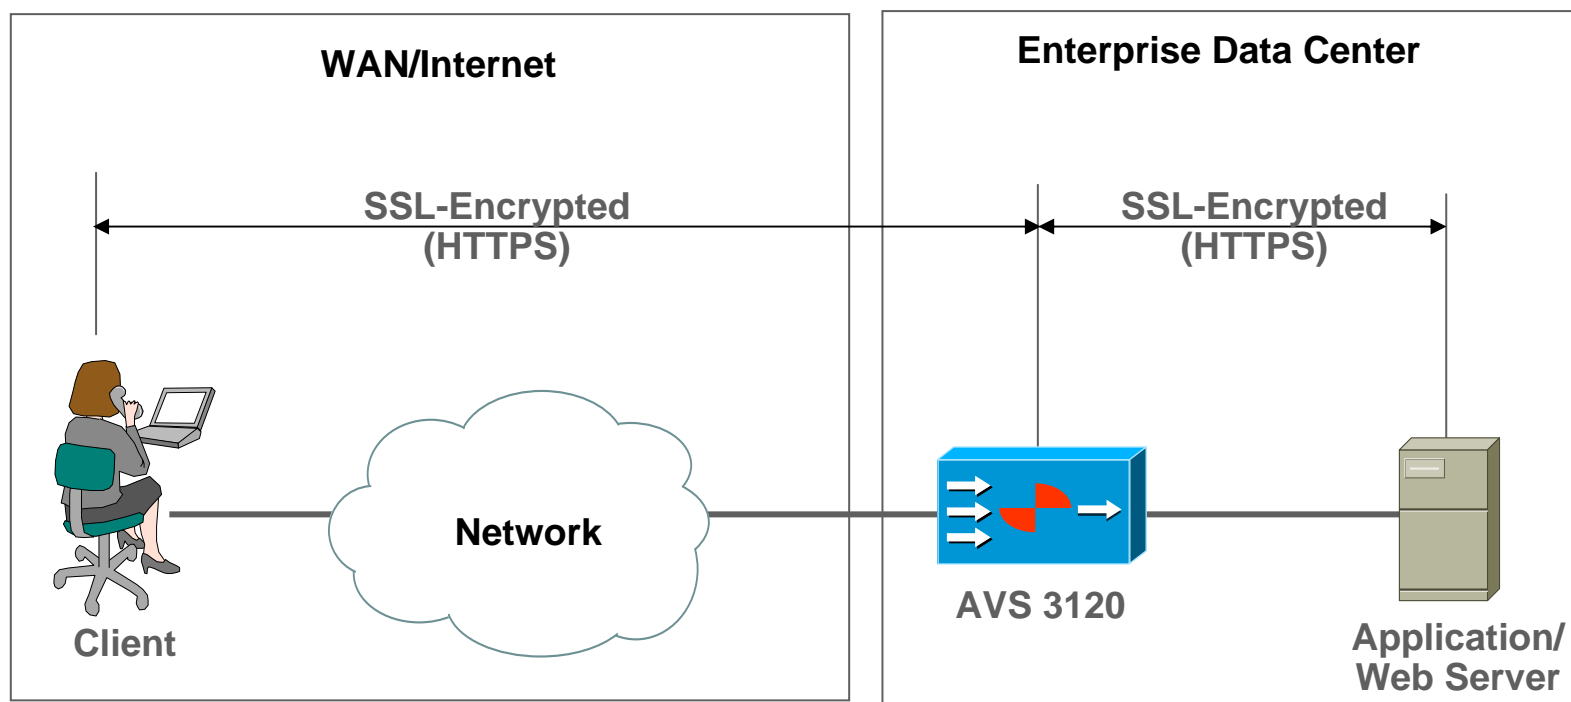 WAN/Internet
Enterprise Data Center
SSL-Encrypted
(HTTPS)
SSL-Encrypted
(HTTPS)
Network
Client
AVS 3120
Application/
Web Server